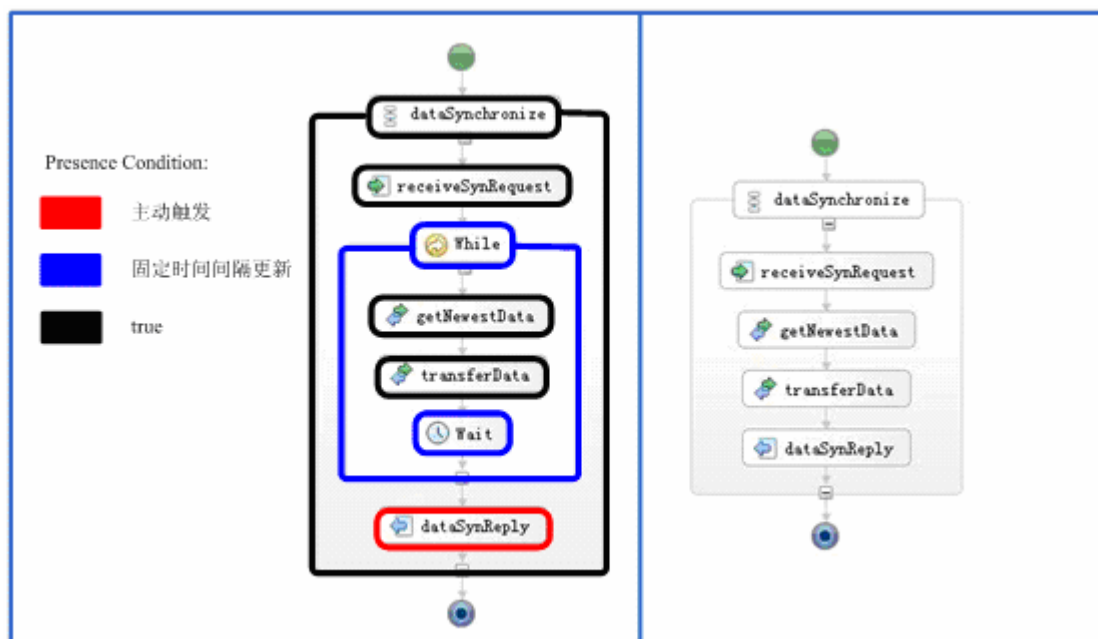 Presence Condition:
主动触发
固定时间间隔更新
true
dataSynchronize
receiveSynRequest
While
getNewestData
transferData
Wait
dataSynReply
dataSynchronize
receiveSynRequest
getNewestData
transferData
dataSynReply